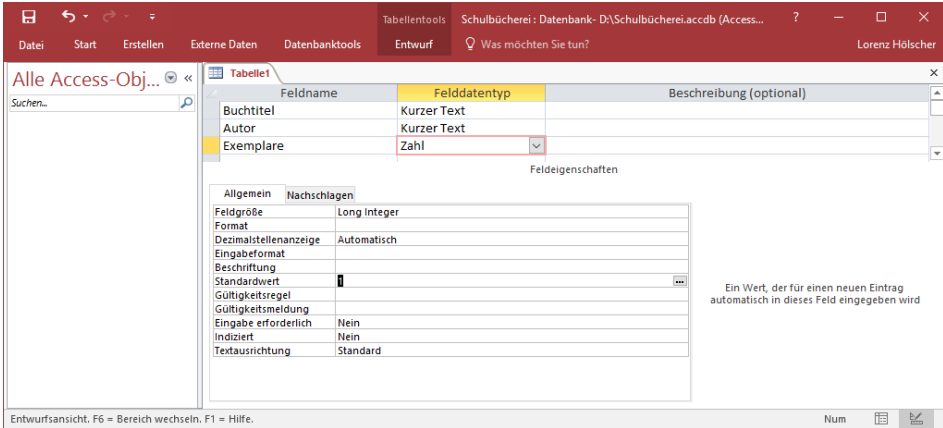 Tabellentools Schulbücherei : Datenbank- D:\Schulbücherei.accdb (Access... ?
Datei Start Erstellen Externe Daten Datenbanktools Entwurf Was möchten Sie tun? Lorenz Hölscher
Alle Access-Obj... «
Suchen...
Tabelle1
Feldname Felddatentyp Beschreibung (optional)
Buchtitel Kurzer Text
Autor Kurzer Text
Exemplare Zahl
Feldeigenschaften
Allgemein Nachschlagen
Feldgröße Long Integer
Format
Dezimalstellenanzeige Automatisch
Eingabeformat
Beschriftung
Standardwert 1 ...
Gültigkeitsregel
Gültigkeitsmeldung
Eingabe erforderlich Nein
Indiziert Nein
Textausrichtung Standard
Ein Wert, der für einen neuen Eintrag
automatisch in dieses Feld eingegeben wird
Entwurfsansicht. F6 = Bereich wechseln. F1 = Hilfe. Num